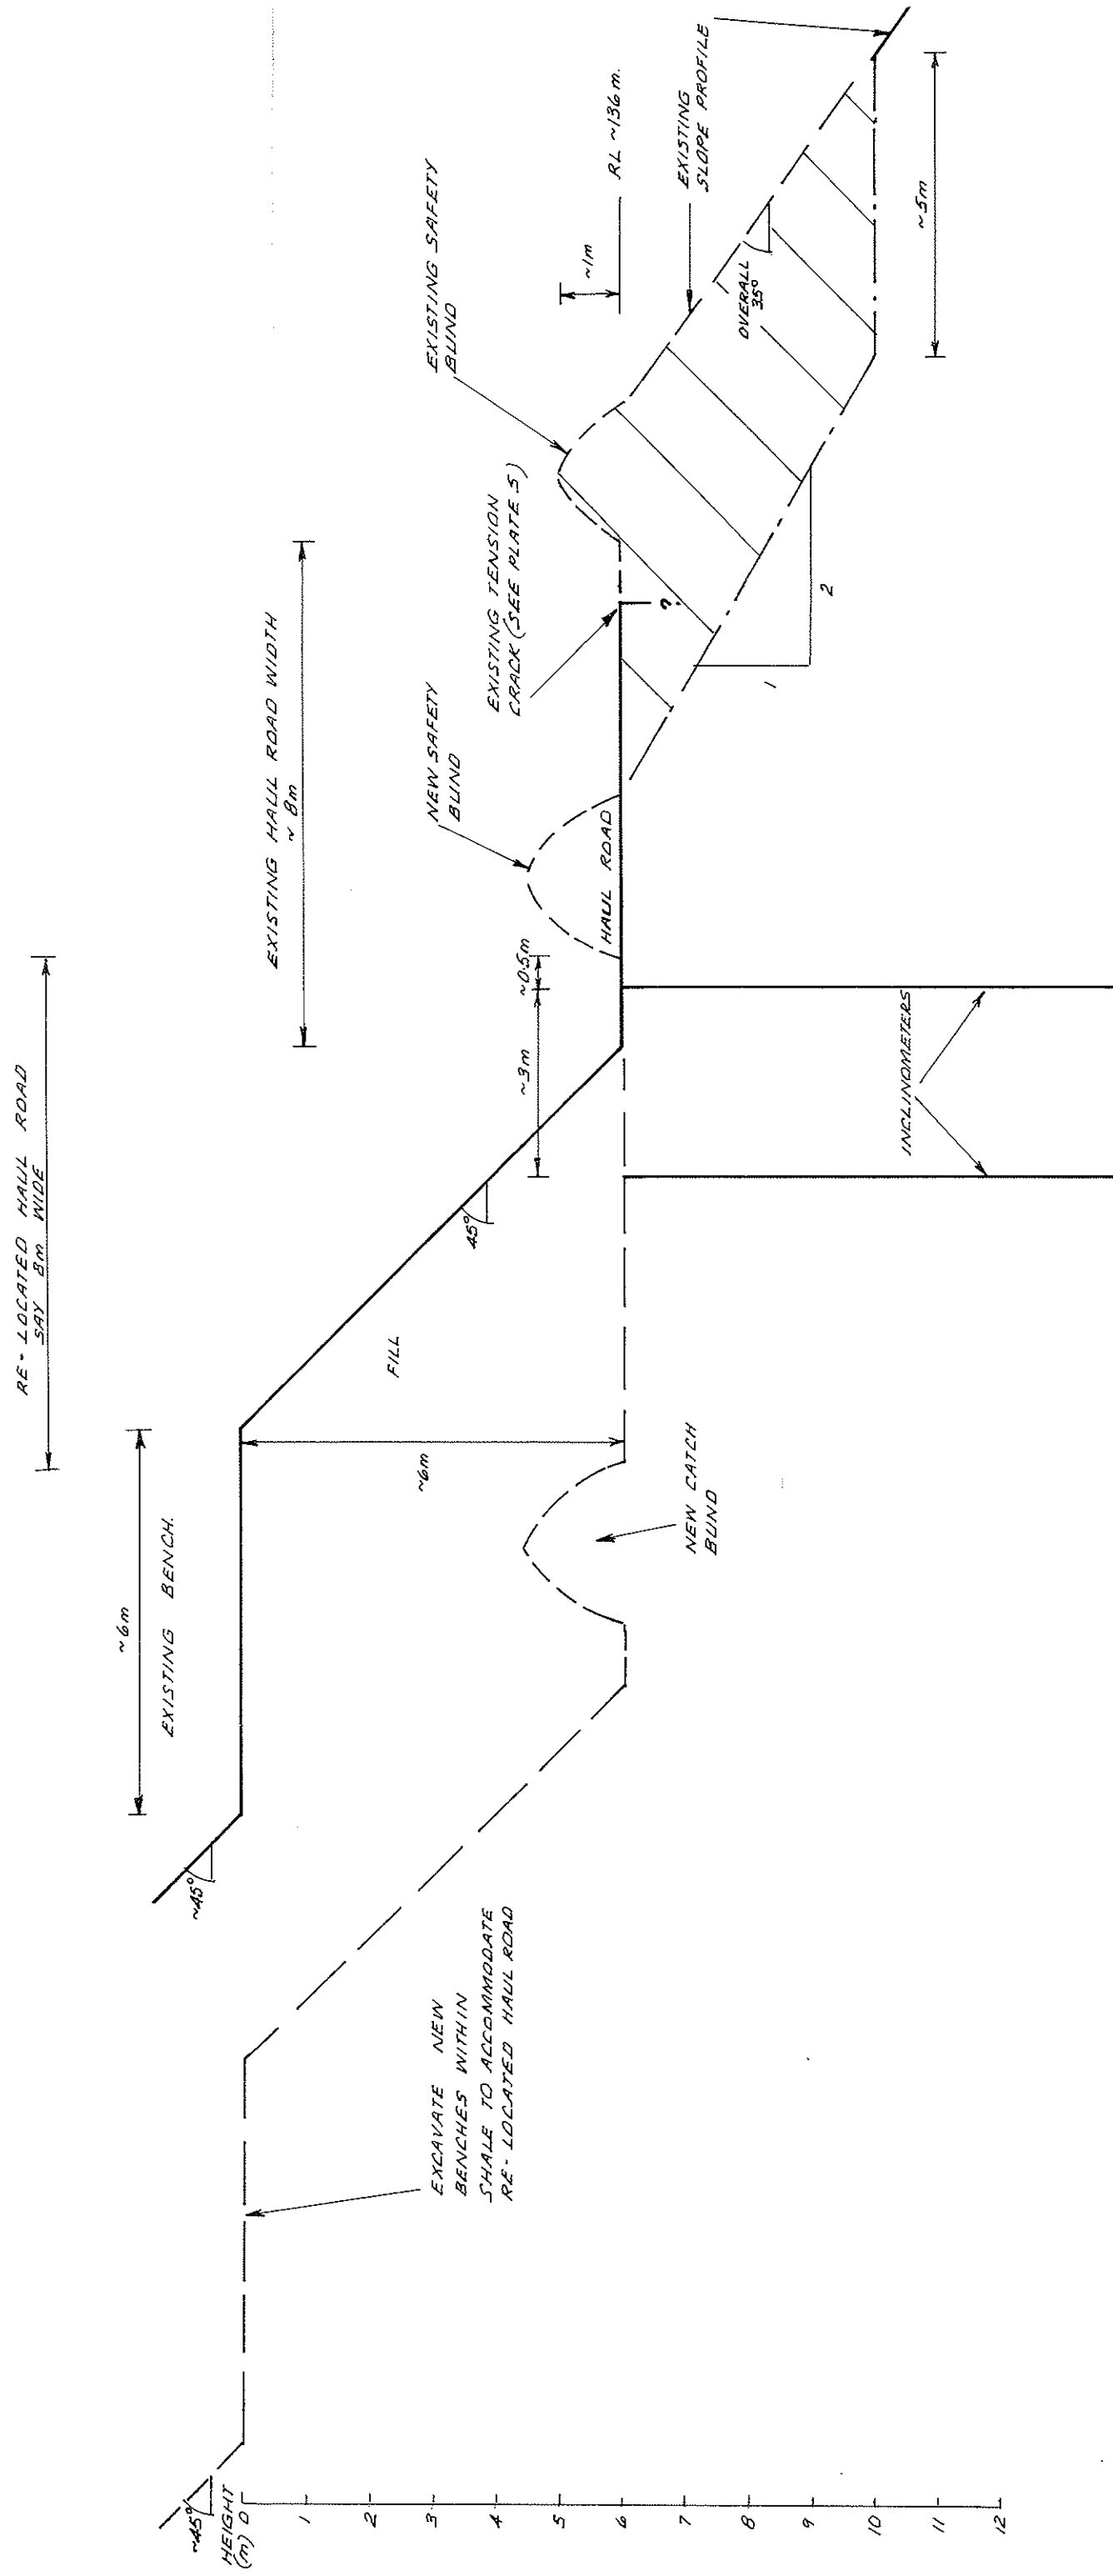 RE-LOCATED HAUL ROAD
SAY 8m WIDE
~6m
EXISTING BENCH.
EXISTING HAUL ROAD WIDTH
~ 8m
~45°
~45°
HEIGHT
(m) 0
1
2
3
4
5
6
7
8
9
10
11
12
EXCAVATE NEW
BENCHES WITHIN
SHALE TO ACCOMMODATE
RE-LOCATED HAUL ROAD
FILL
~6m
45°
NEW CATCH
BUND
~3m
~0.5m
INCLINOMETERS
NEW SAFETY
BUND
HAUL ROAD
EXISTING TENSION
CRACK (SEE PLATE 5)
?
EXISTING SAFETY
BUND
~1m
RL ~136m.
EXISTING
SLOPE PROFILE
OVERALL
35°
1
2
~5m